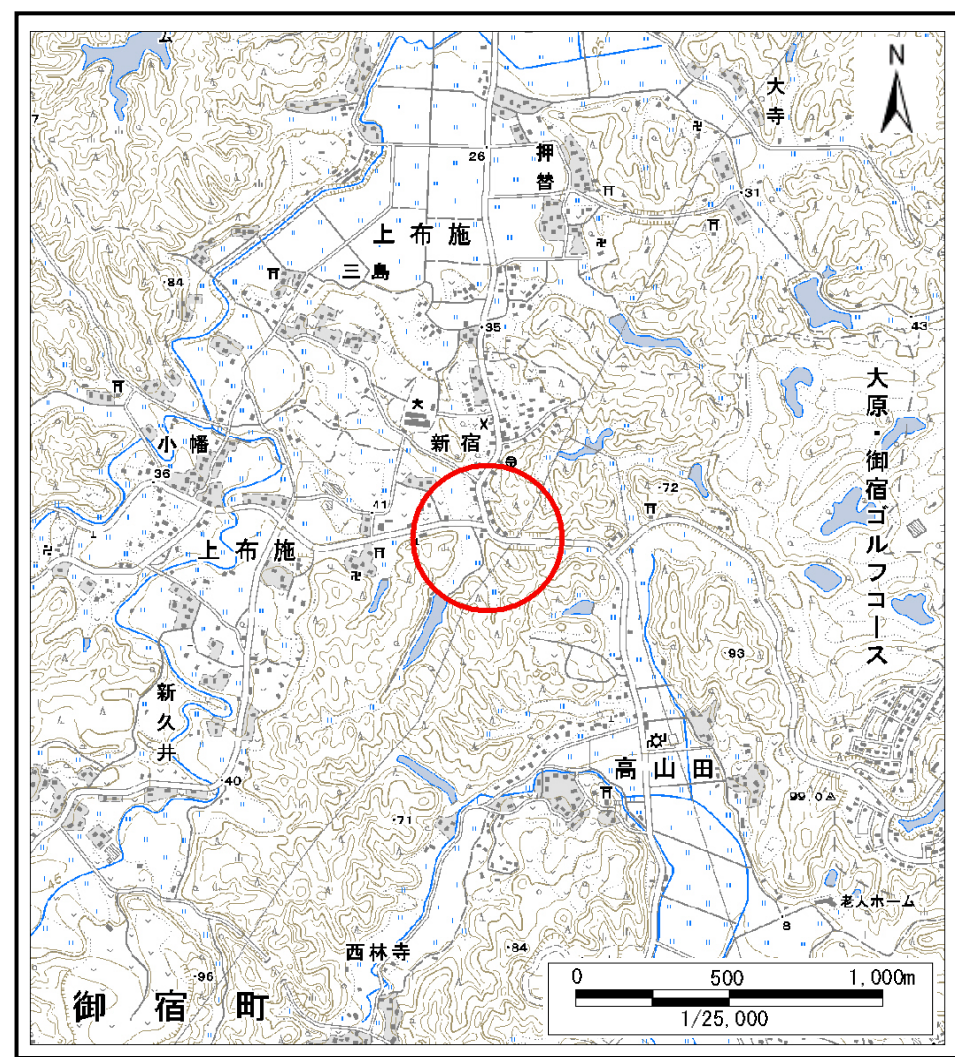 ム
N
大寺
7
26
押替
31
上布施
三島
84
43
35
大原・御宿ゴルフコース
新宿
小幡
36
41
72
上布施
93
新久井
高山田
40
99.0
71
老人ホーム
8
西林寺
84
96
御宿町
0 500 1,000m
1/25,000